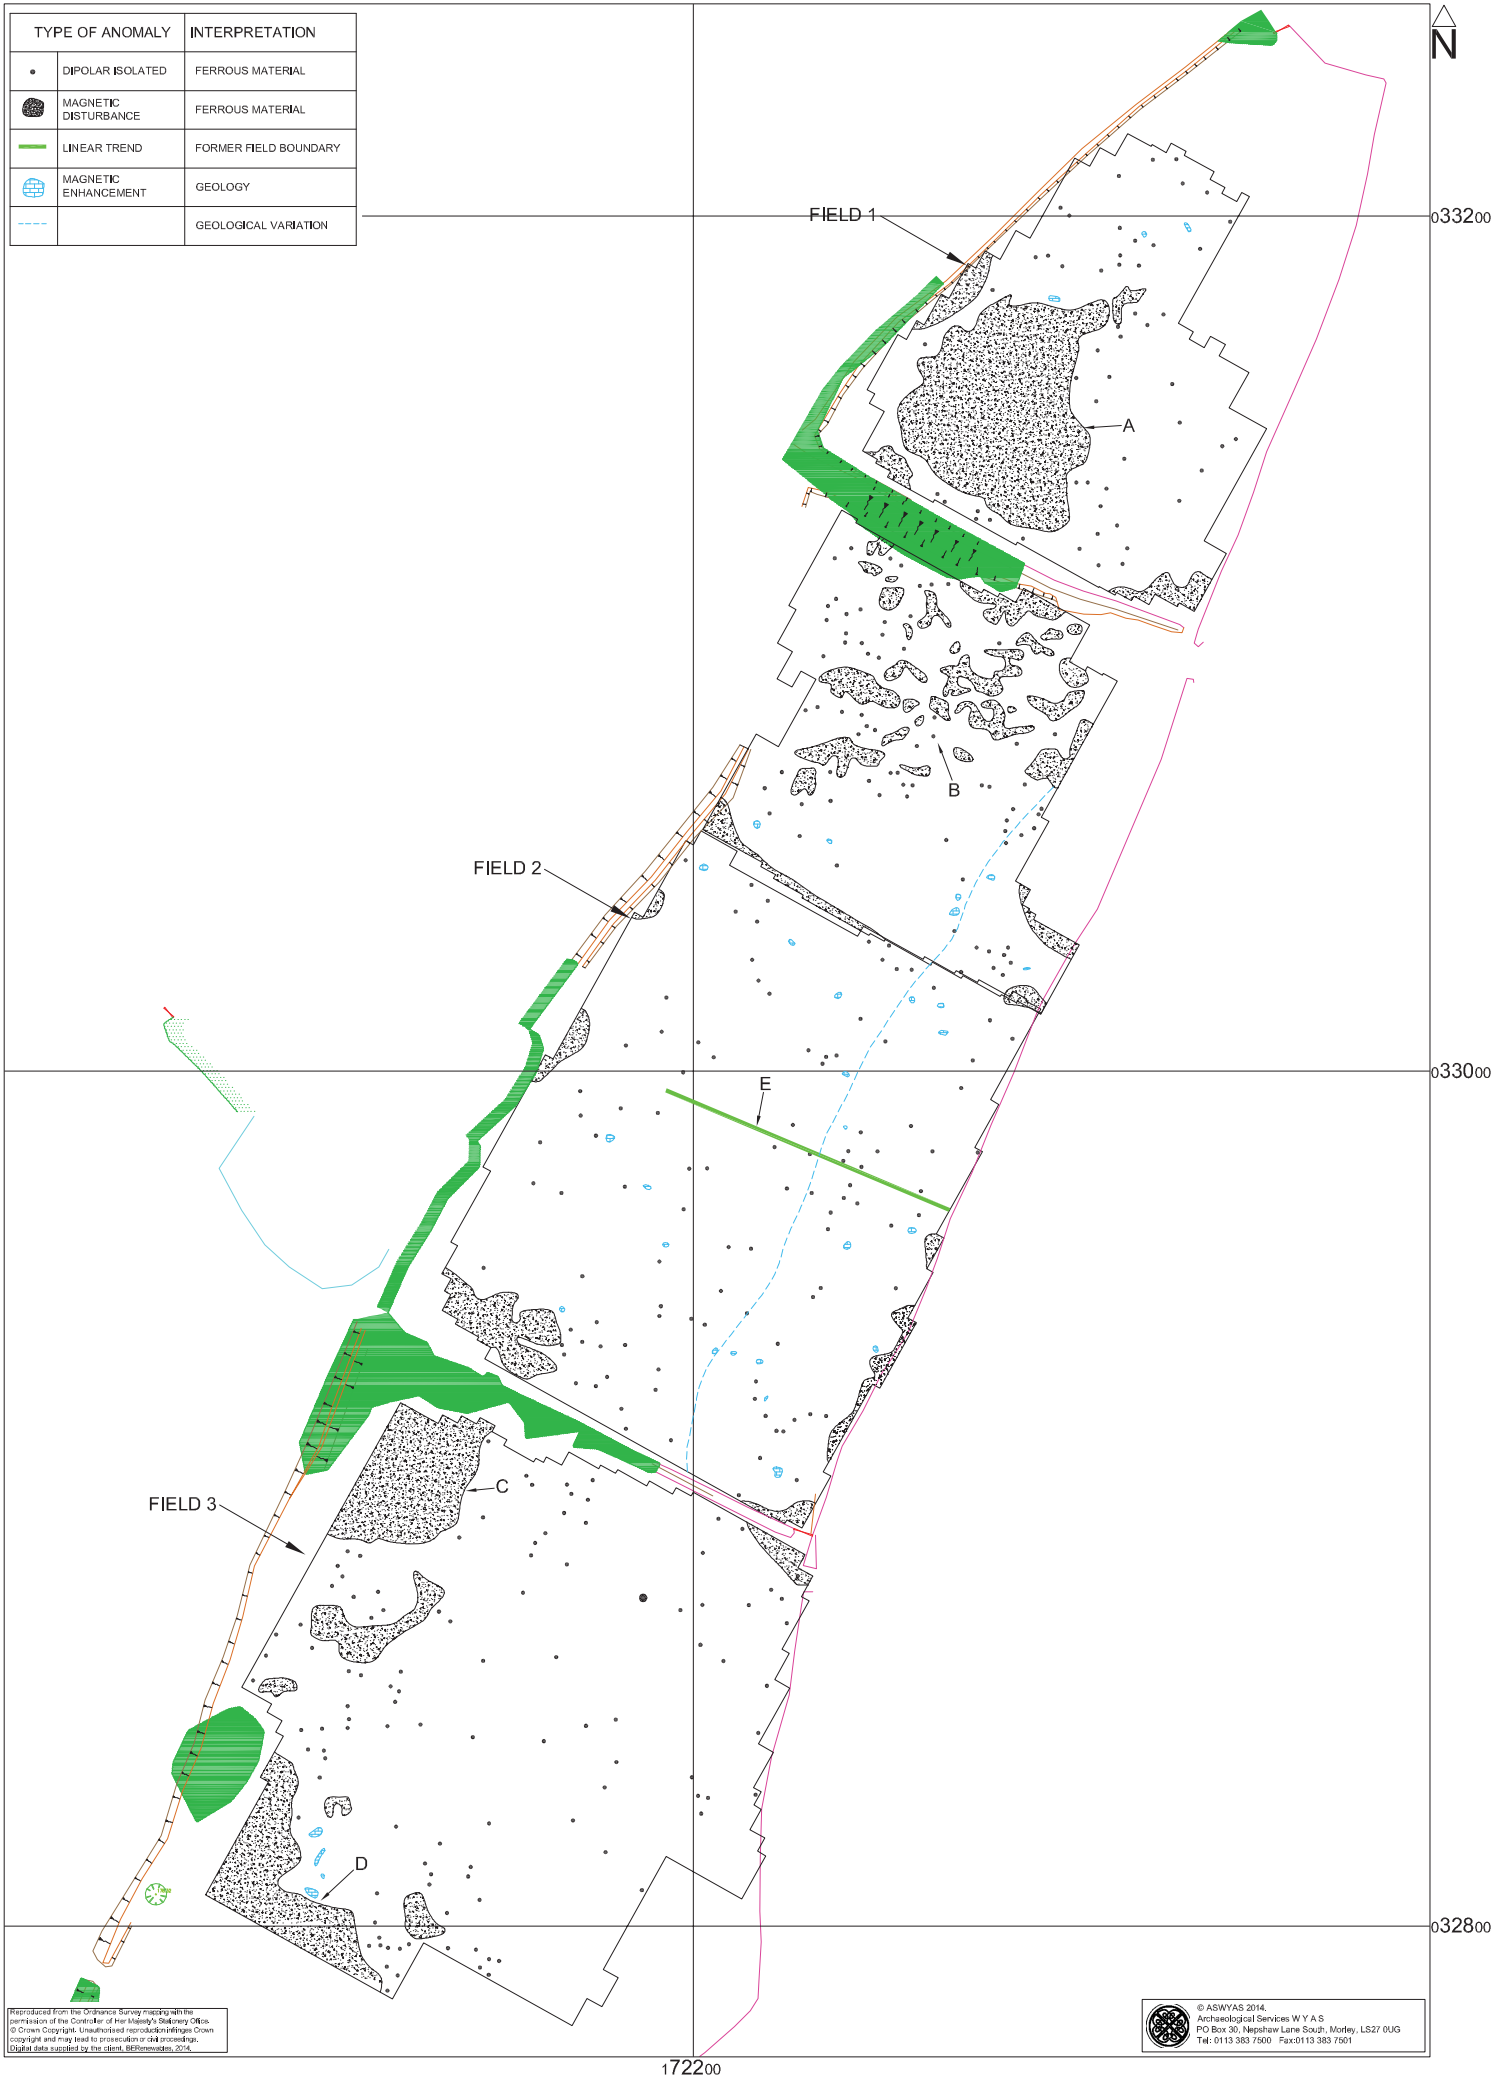 TYPE OF ANOMALY INTERPRETATION
DIPOLAR ISOLATED FERROUS MATERIAL
MAGNETIC
DISTURBANCE
FERROUS MATERIAL
LINEAR TREND FORMER FIELD BOUNDARY
MAGNETIC
ENHANCEMENT
GEOLOGY
GEOLOGICAL VARIATION
N
FIELD 1
033200
A
B
FIELD 2
033000
E
C
FIELD 3
D
032800
Reproduced from the Ordnance Survey mapping with the
permission of the Controller of Her Majesty's Stationery Office.
© Crown Copyright. Unauthorised reproduction infringes Crown
copyright and may lead to prosecution or civil proceedings.
Digital data supplied by the client, BERenewables, 2014.
© ASWYAS 2014.
Archaeological Services W Y A S
PO Box 30, Nepshaw Lane South, Morley, LS27 0UG
Tel: 0113 383 7500 Fax:0113 383 7501
172200